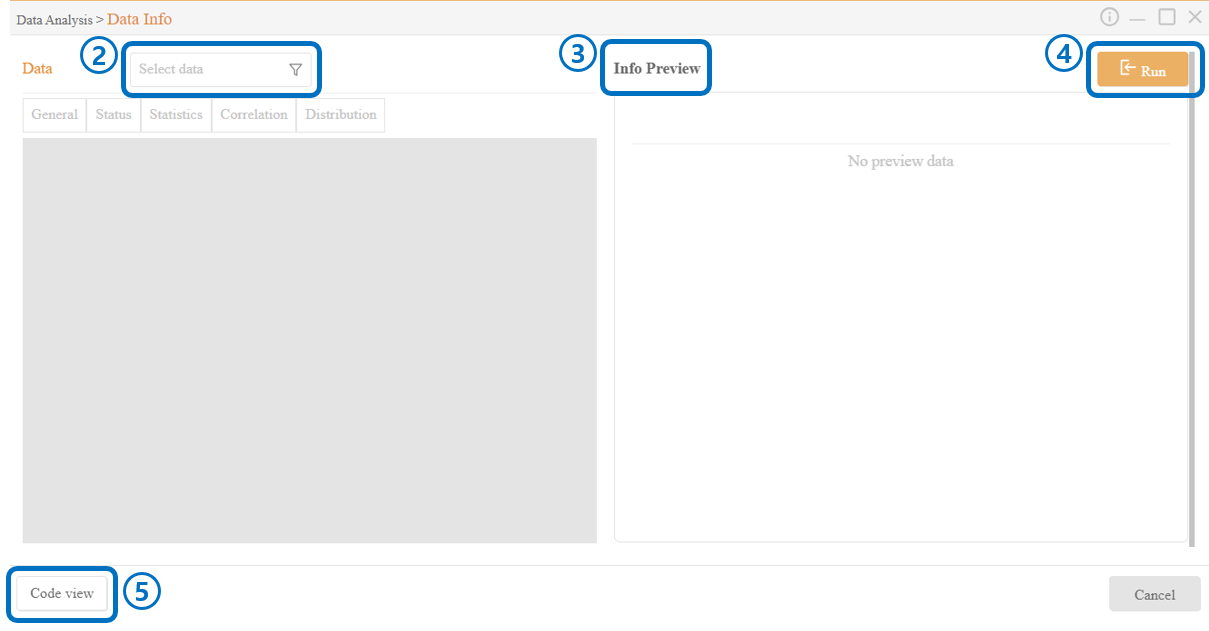 Data Analysis > Data Info
Data
②
Select data
③
Info Preview
④
Run
General
Status
Statistics
Correlation
Distribution
No preview data
Code view
⑤
Cancel